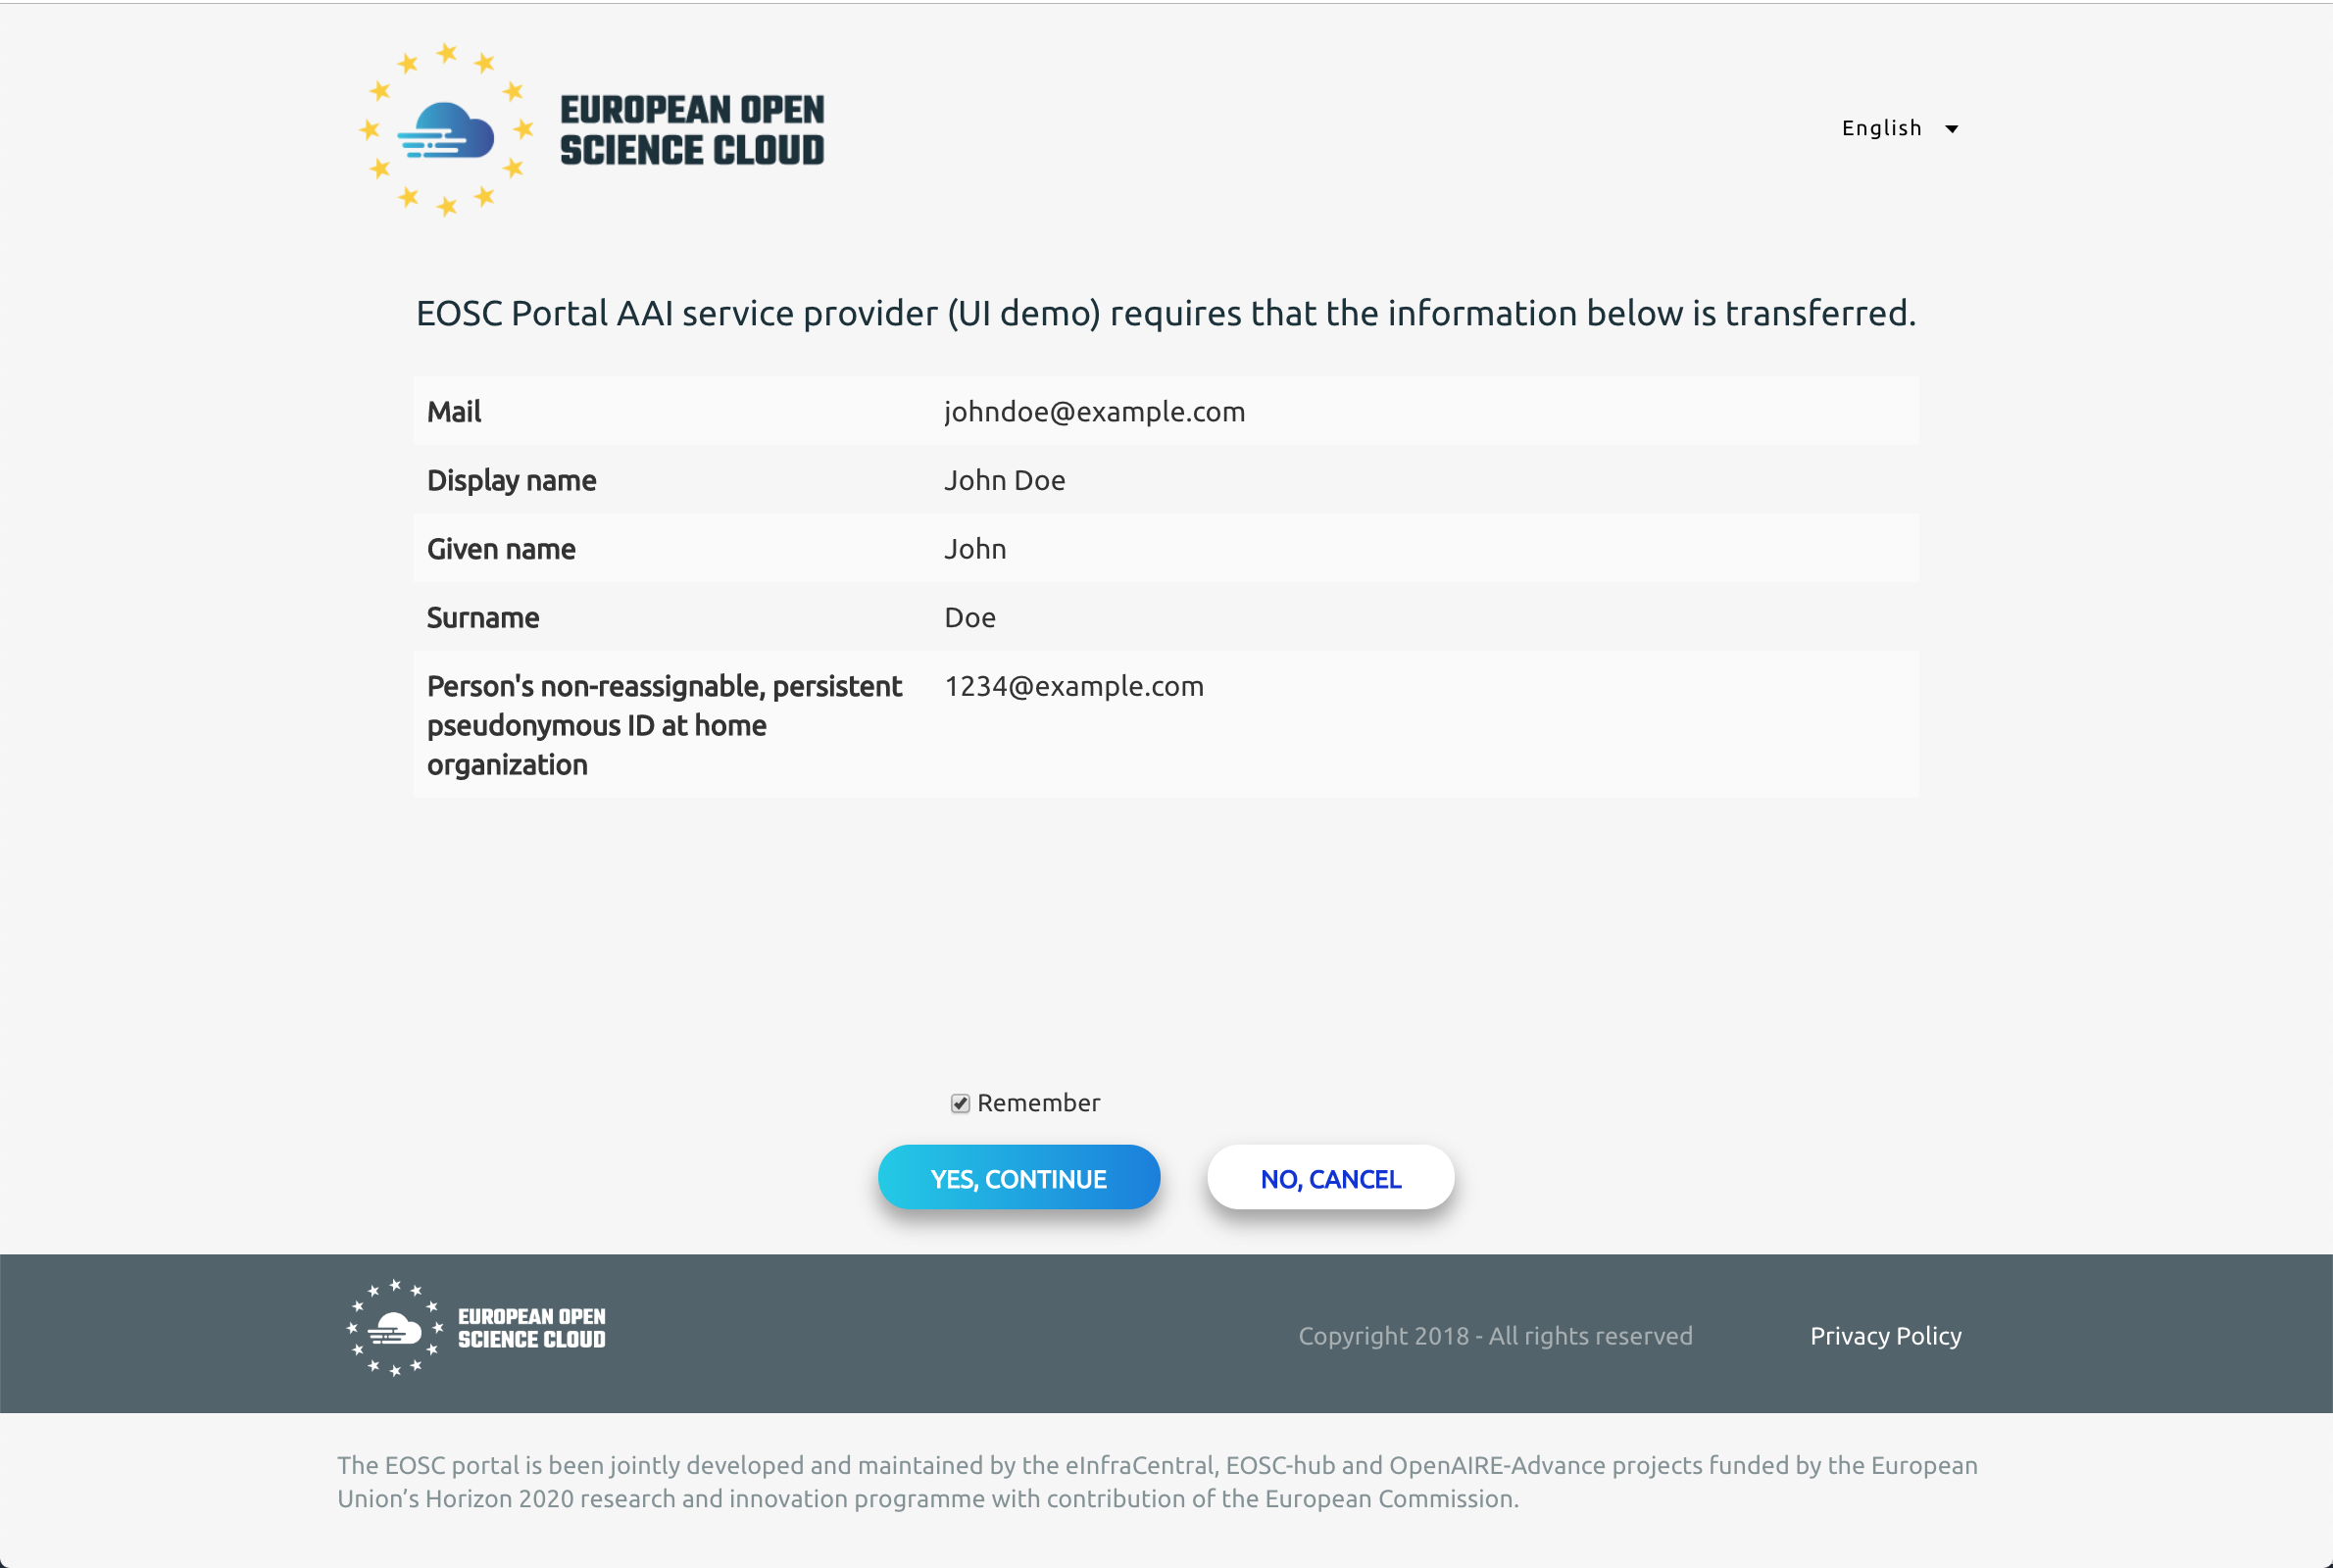 EUROPEAN OPEN
SCIENCE CLOUD
English
EOSC Portal AAI service provider (UI demo) requires that the information below is transferred.
Mail johndoe@example.com
Display name John Doe
Given name John
Surname Doe
Person's non-reassignable, persistent 1234@example.com
pseudonymous ID at home
organization
Remember
YES, CONTINUE NO, CANCEL
EUROPEAN OPEN
SCIENCE CLOUD
Copyright 2018 - All rights reserved Privacy Policy
The EOSC portal is been jointly developed and maintained by the eInfraCentral, EOSC-hub and OpenAIRE-Advance projects funded by the European
Union’s Horizon 2020 research and innovation programme with contribution of the European Commission.